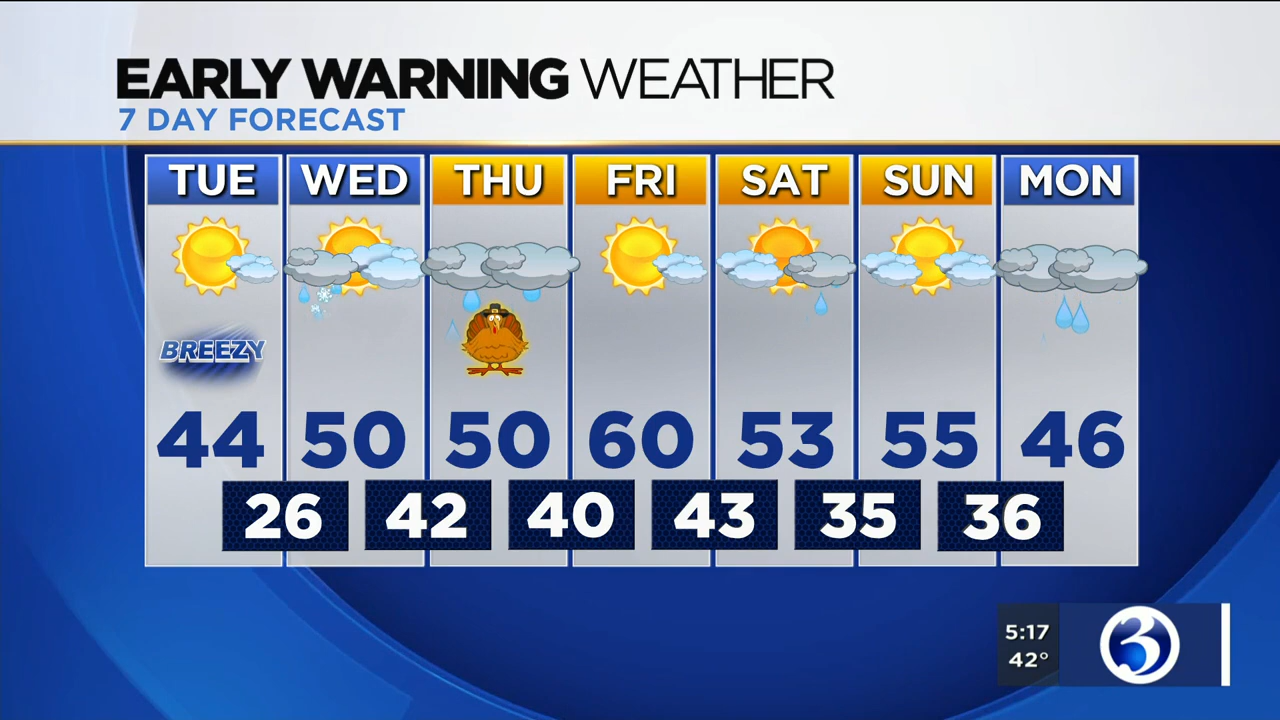 EARLY WARNING WEATHER
7 DAY FORECAST
TUE WED THU FRI SAT SUN MON
BREEZY
44 50 50 60 53 55 46
26 42 40 43 35 36
5:17
42°
3